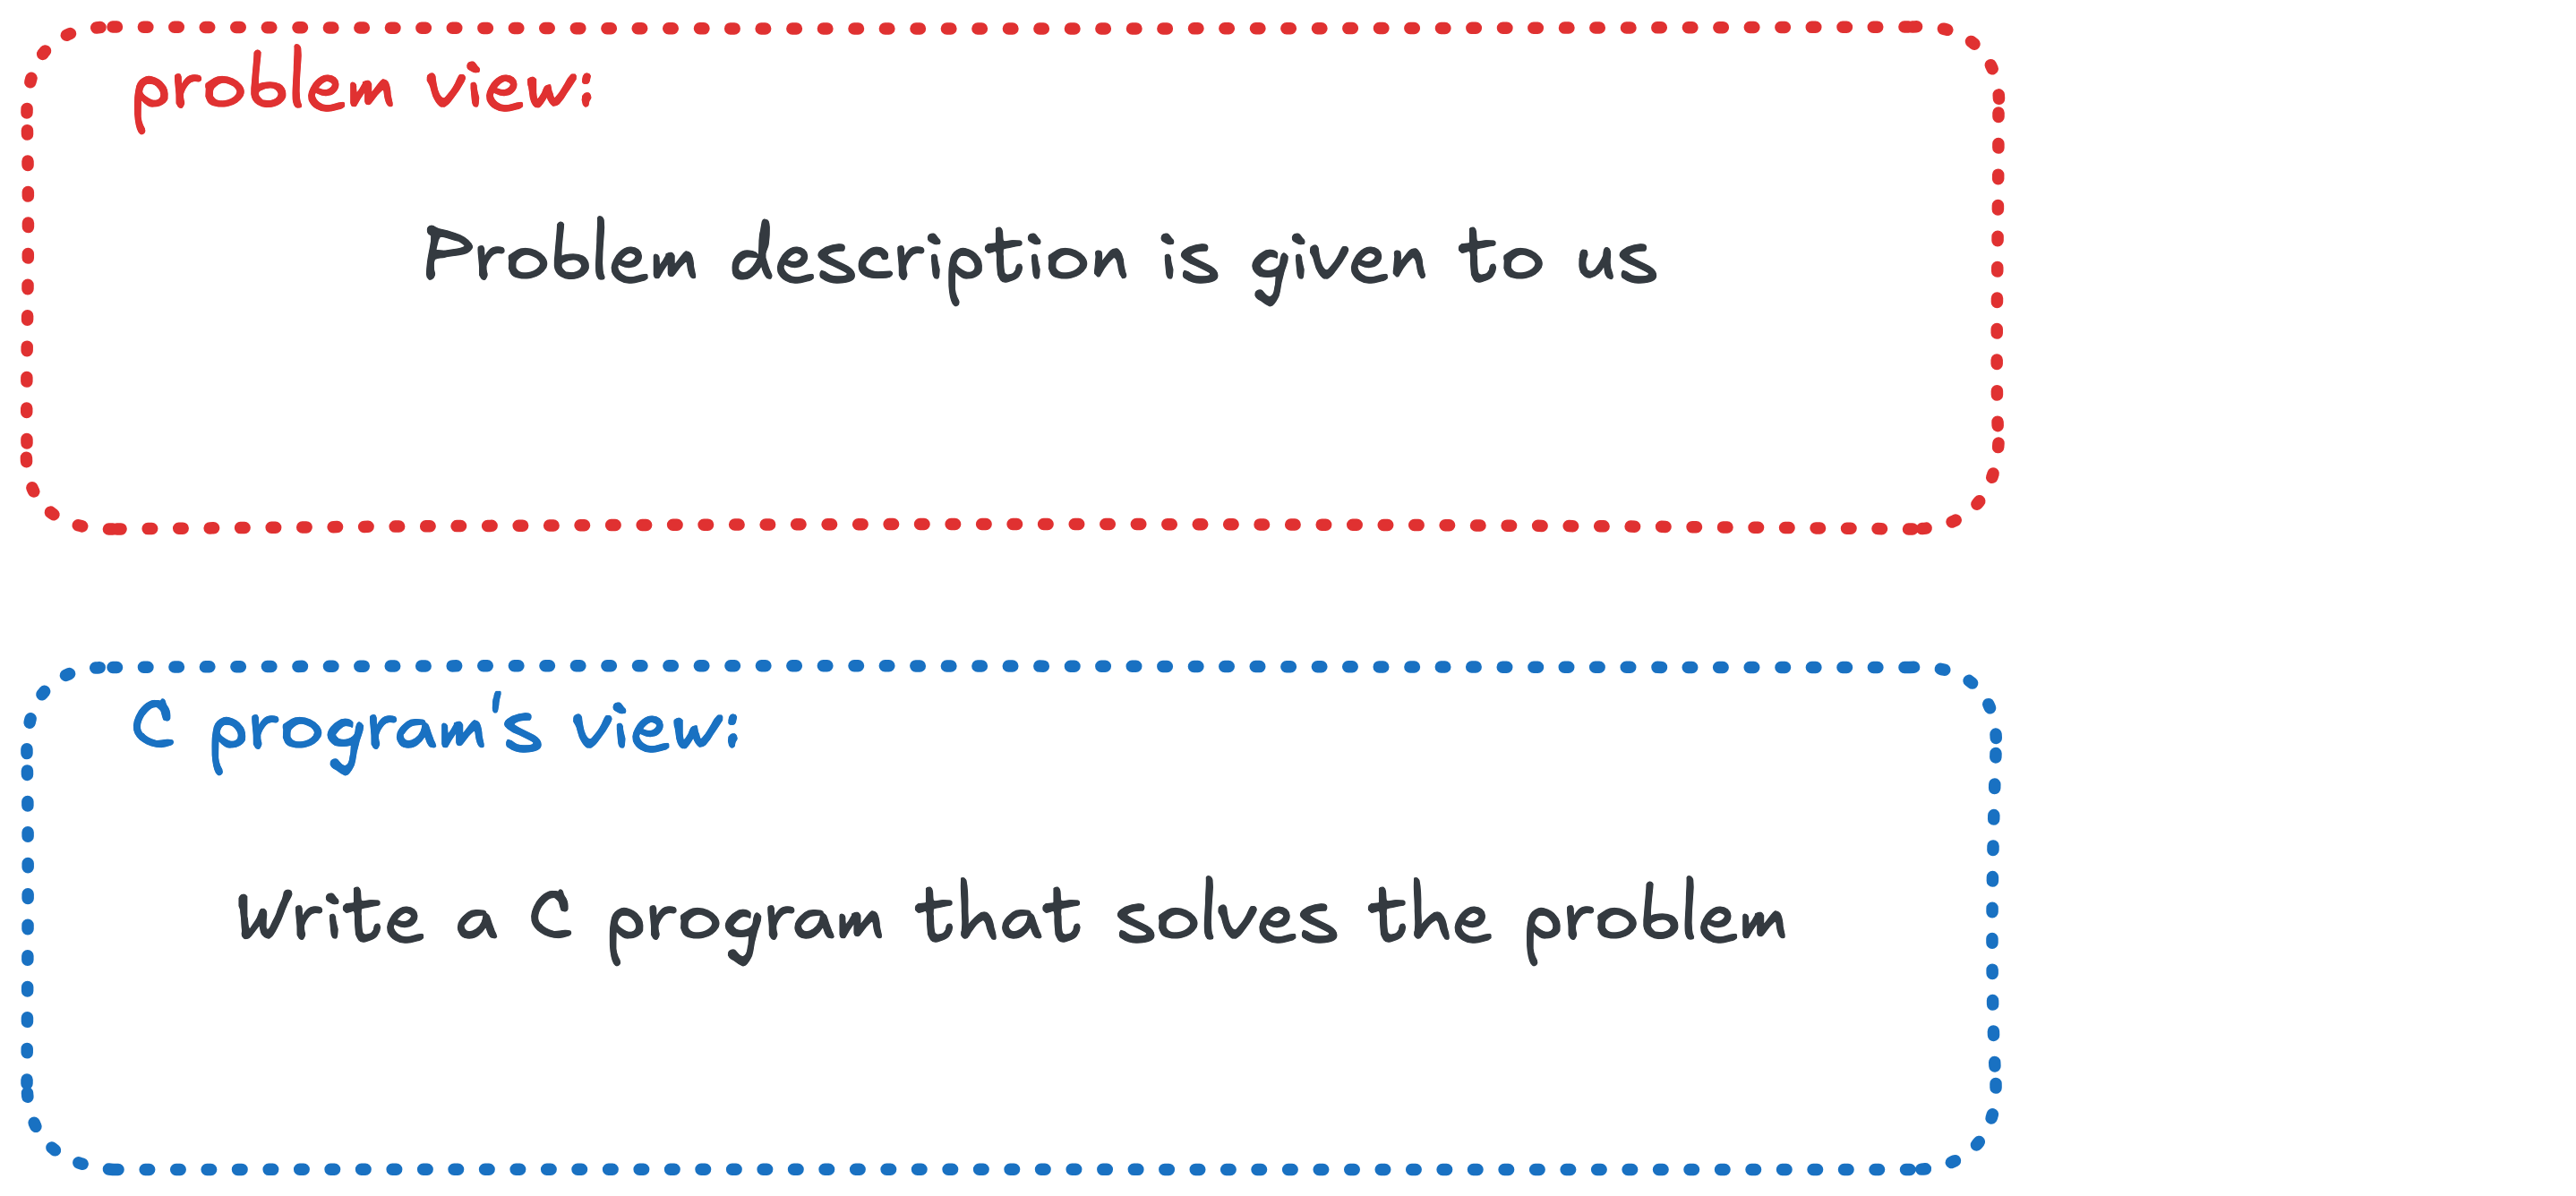 problem view:
Problem description is given to us
C program's view:
Write a C program that solves the problem